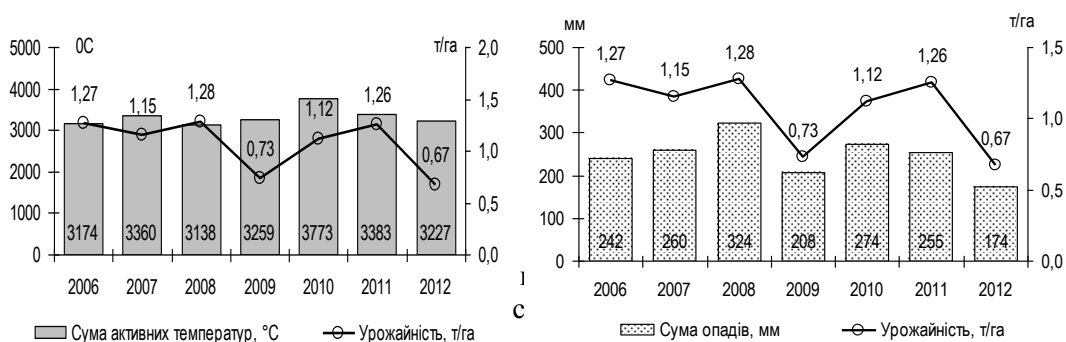 0С т/га
5000 2,0
4000 1,5
3000 1,0
2000 0,5
1000
0 0,0
1,27 1,15 1,28 0,73 1,12 1,26 0,67
3174 3360 3138 3259 3773 3383 3227
2006 2007 2008 2009 2010 2011 2012
Сума активних температур, °С Урожайність, т/га
с
мм т/га
500 1,5
400
300 1,0
200 0,5
100
0 0,0
1,27 1,15 1,28 0,73 1,12 1,26 0,67
242 260 324 208 274 255 174
2006 2007 2008 2009 2010 2011 2012
Сума опадів, мм Урожайність, т/га